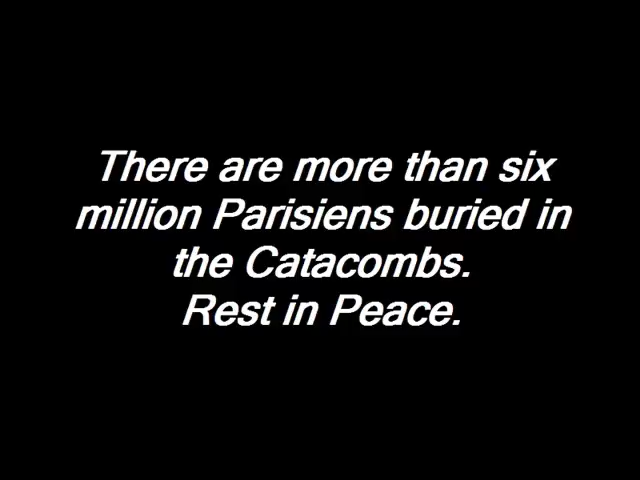 There are more than six
million Parisiens buried in
the Catacombs.
Rest in Peace.